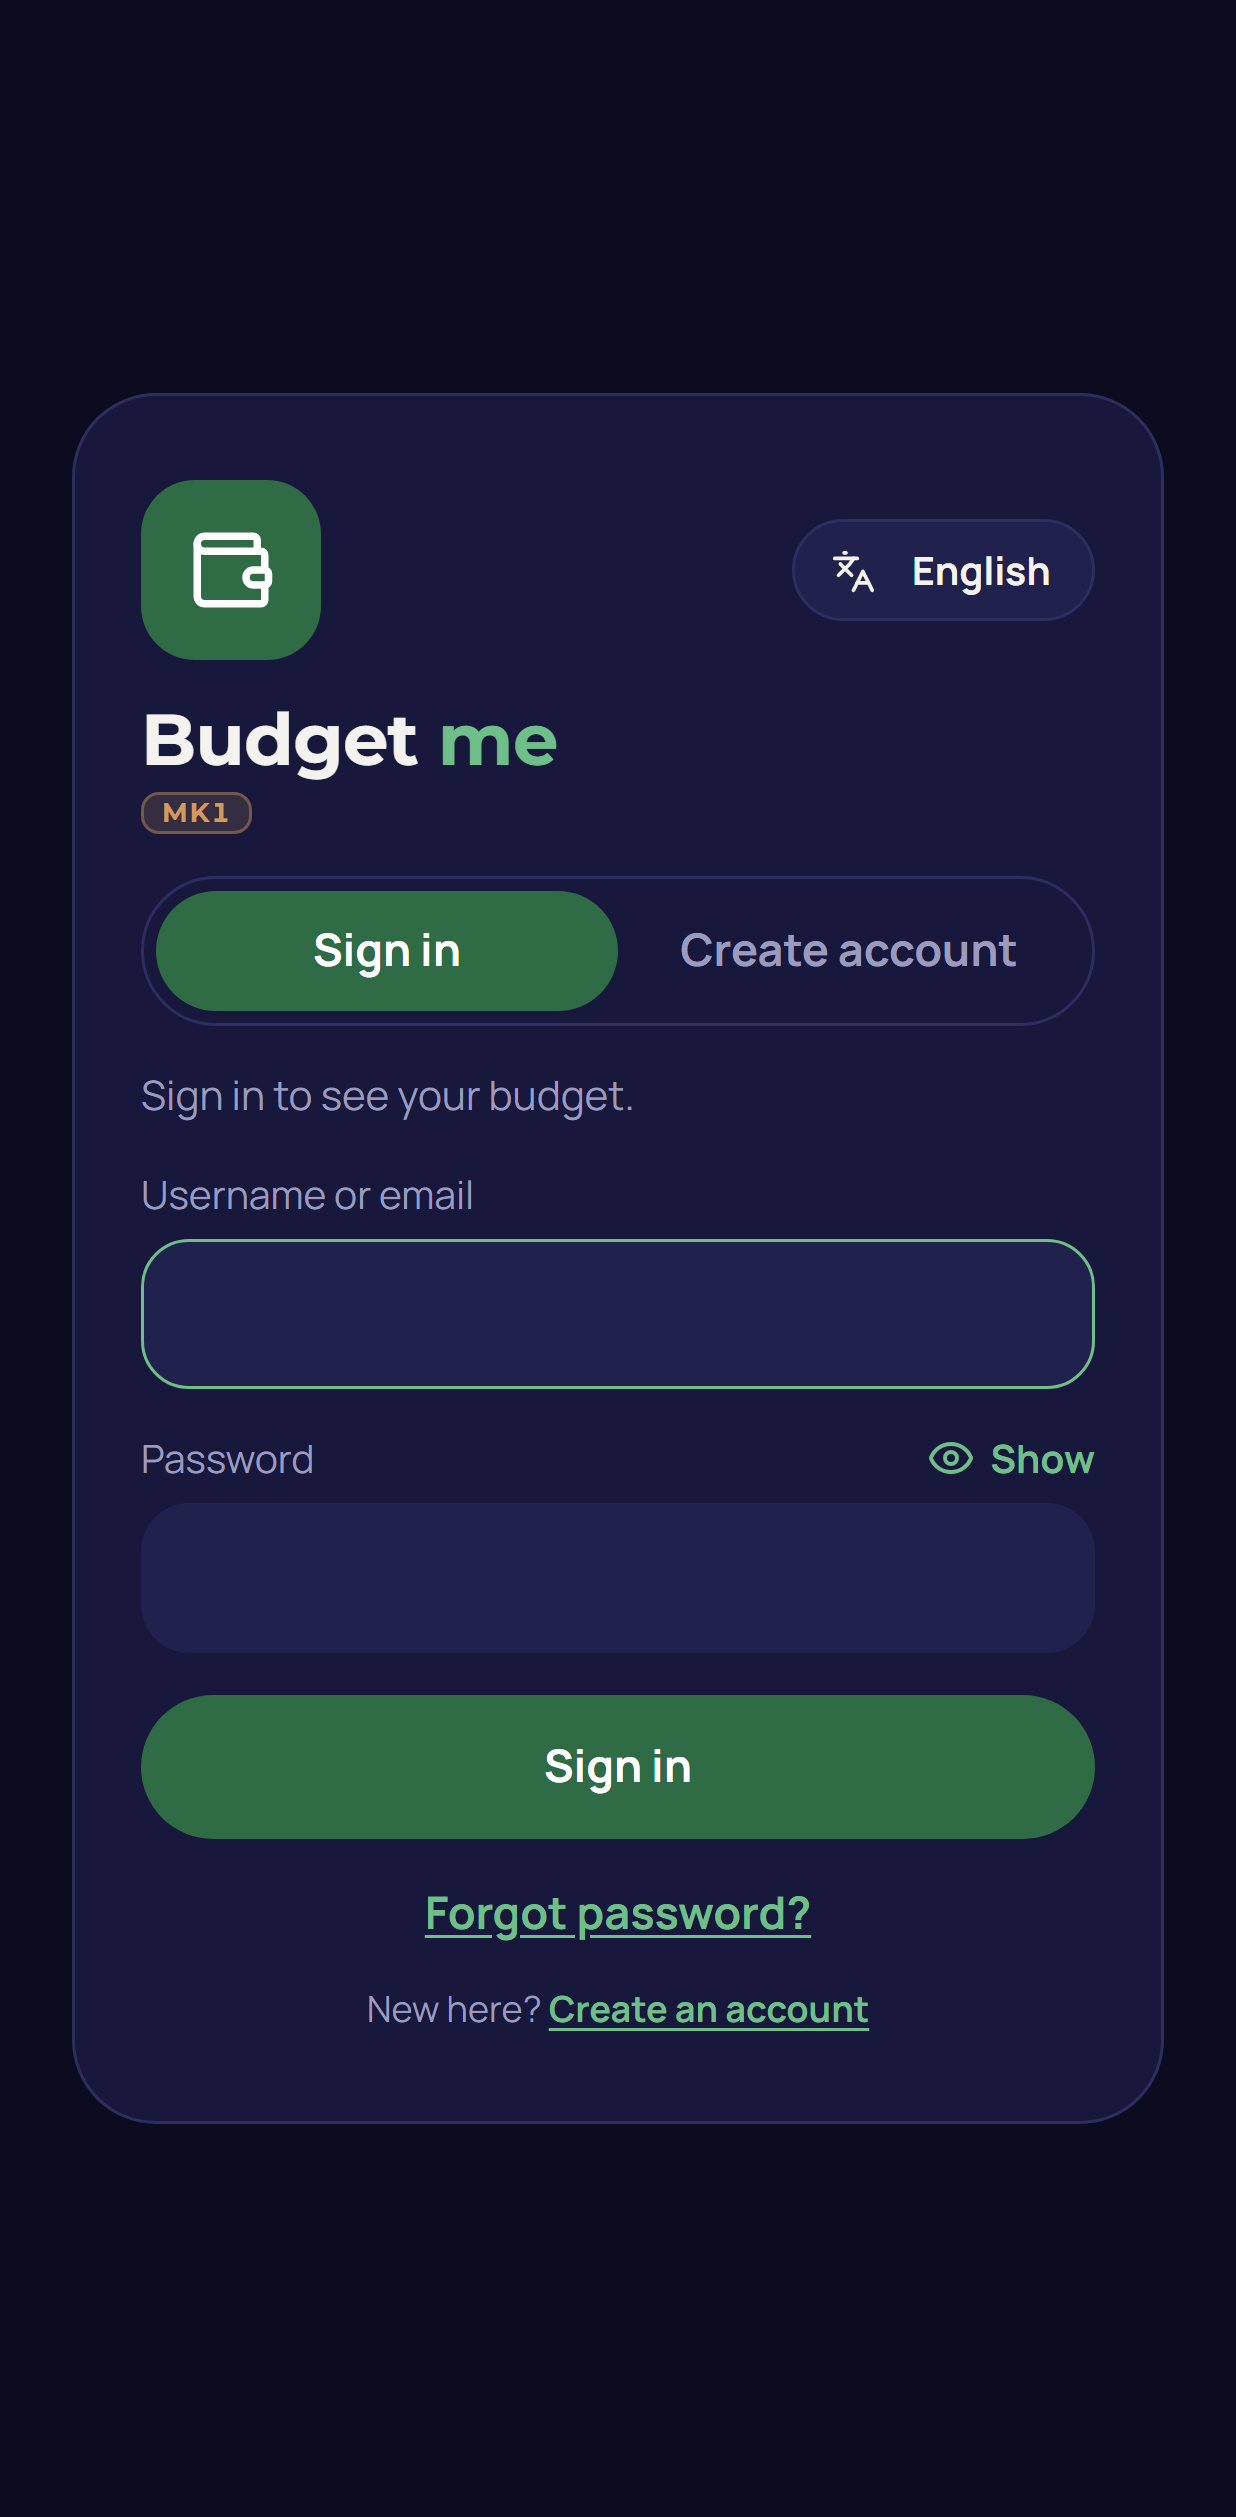 English
Budget me
MK1
Sign in
Create account
Sign in to see your budget.
Username or email
Password
Show
Sign in
Forgot password?
New here? Create an account